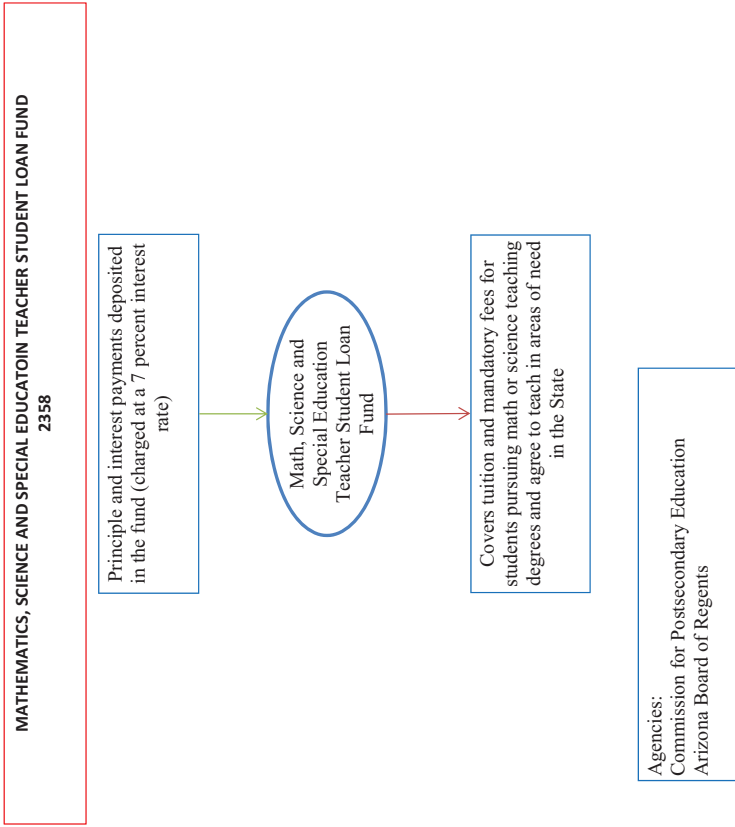 MATHEMATICS, SCIENCE AND SPECIAL EDUCATOIN TEACHER STUDENT LOAN FUND
2358
Principle and interest payments deposited
in the fund (charged at a 7 percent interest
rate)
Math, Science and
Special Education
Teacher Student Loan
Fund
Covers tuition and mandatory fees for
students pursuing math or science teaching
degrees and agree to teach in areas of need
in the State
Agencies:
Commission for Postsecondary Education
Arizona Board of Regents